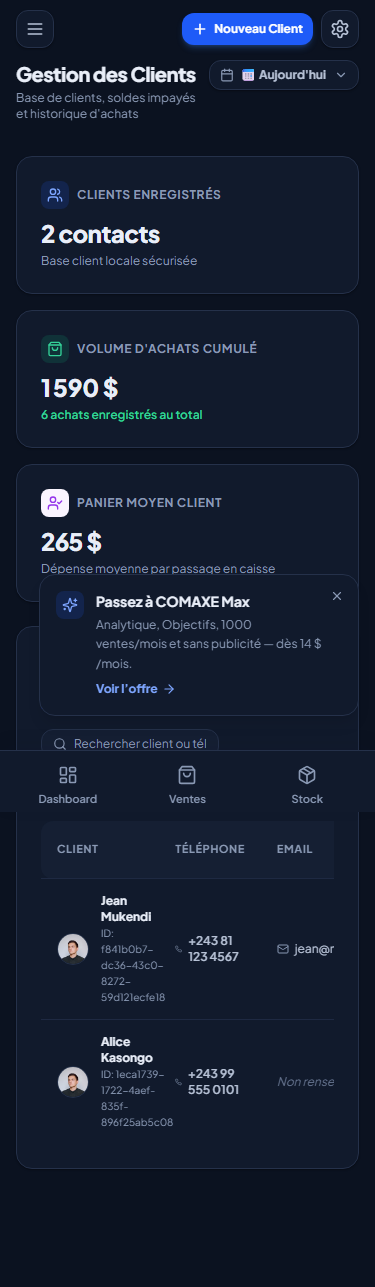 Nouveau Client
Gestion des Clients
Aujourd'hui
Base de clients, soldes impayés
et historique d'achats
CLIENTS ENREGISTRÉS
2 contacts
Base client locale sécurisée
VOLUME D'ACHATS CUMULÉ
1 590 $
6 achats enregistrés au total
PANIER MOYEN CLIENT
265 $
Dépense moyenne par passage en caisse
Passez à COMAXE Max
Analytique, Objectifs, 1000
ventes/mois et sans publicité — dès 14 $
/mois.
Voir l'offre →
Rechercher client ou tél
Dashboard
Ventes
Stock
CLIENT
TÉLÉPHONE
EMAIL
Jean
Mukendi
ID:
f841b0b7-
dc36-43c0-
8272-
59d121ecfe18
+243 81
123 4567
jean@r
Alice
Kasongo
ID: 1eca1739-
1722-4aef-
835f-
896f25ab5c08
+243 99
555 0101
Non rense